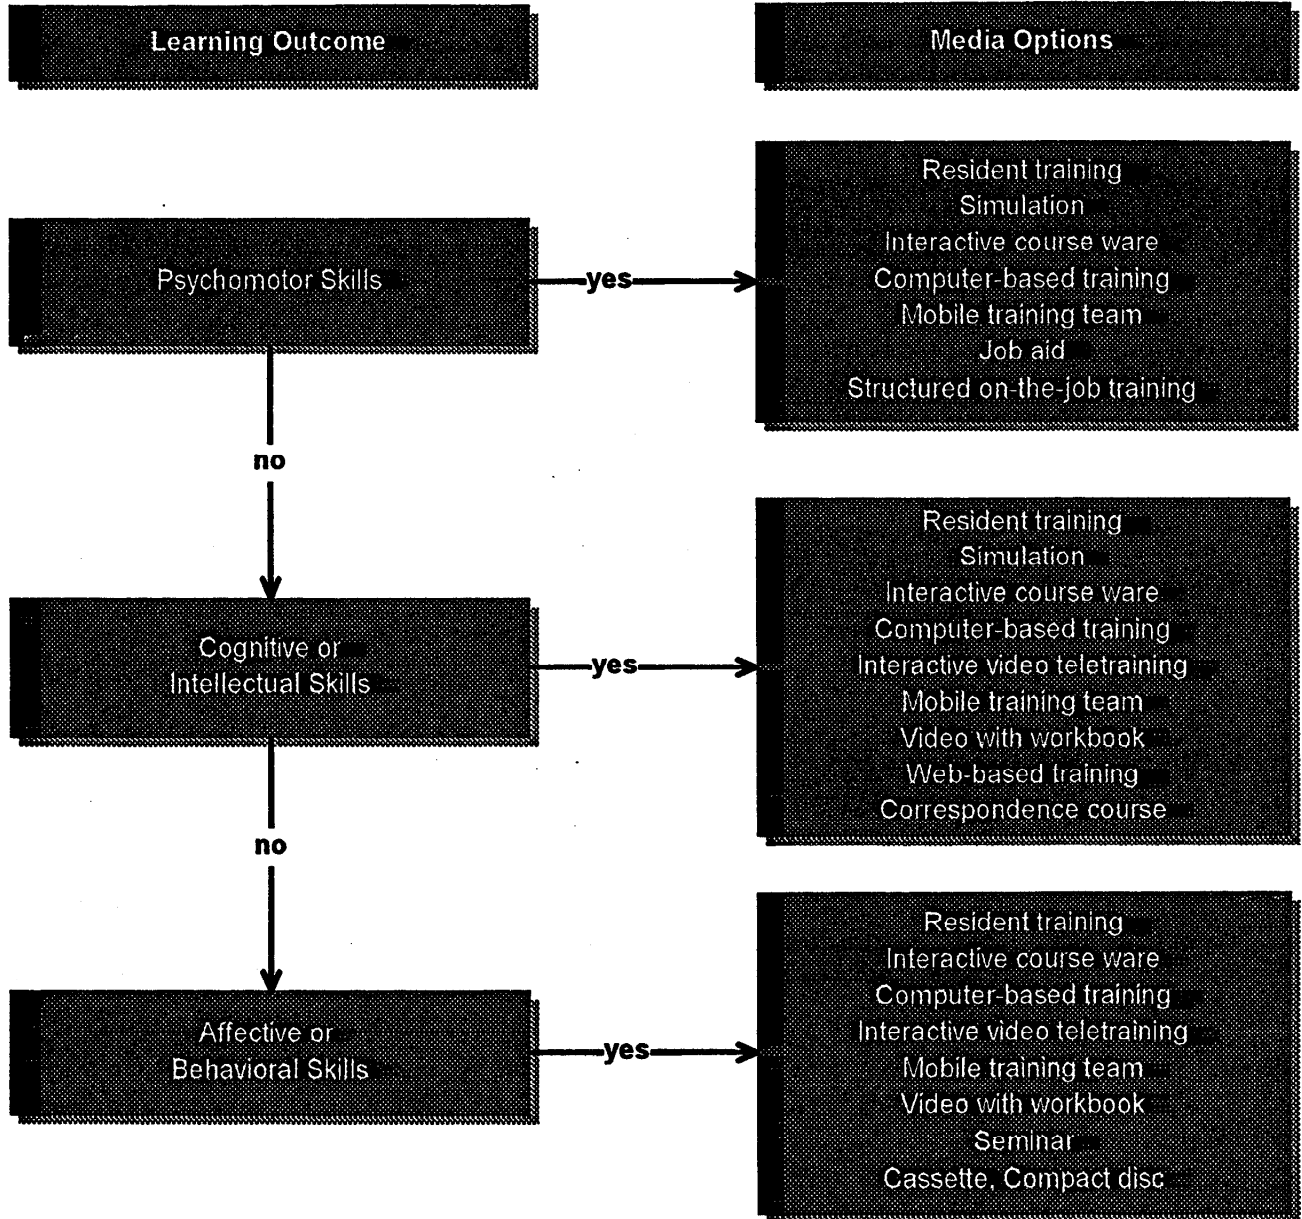 Learning Outcome
Media Options
Psychomotor Skills
yes
Resident training
Simulation
Interactive course ware
Computer-based training
Mobile training team
Job aid
Structured on-the-job training
no
Cognitive or
Intellectual Skills
yes
Resident training
Simulation
Interactive course ware
Computer-based training
Interactive video teletraining
Mobile training team
Video with workbook
Web-based training
Correspondence course
no
Affective or
Behavioral Skills
yes
Resident training
Interactive course ware
Computer-based training
Interactive video teletraining
Mobile training team
Video with workbook
Seminar
Cassette, Compact disc